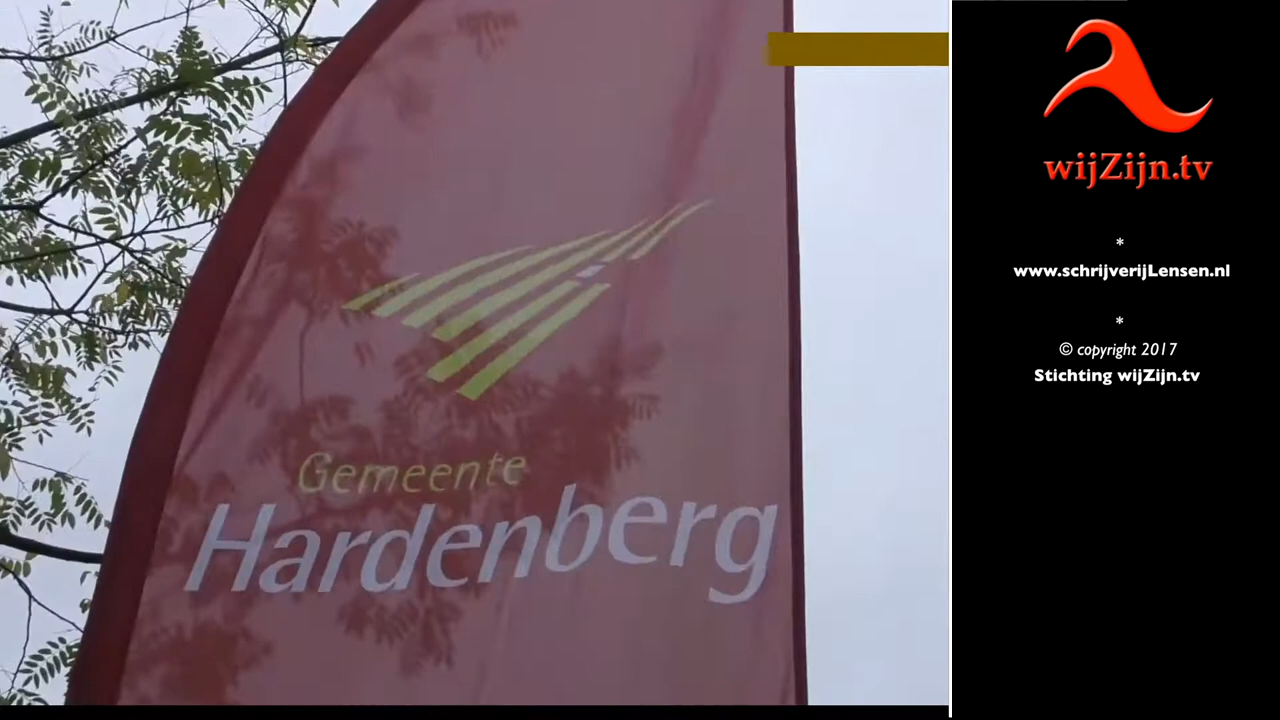 Gemeente
Hardenberg
wijZijn.tv
*
www.schrijverijLensen.nl
*
© copyright 2017
Stichting wijZijn.tv